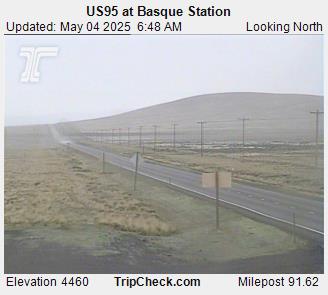 US95 at Basque Station
Updated: May 04 2025 6:48 AM Looking North
Elevation 4460 TripCheck.com Milepost 91.62